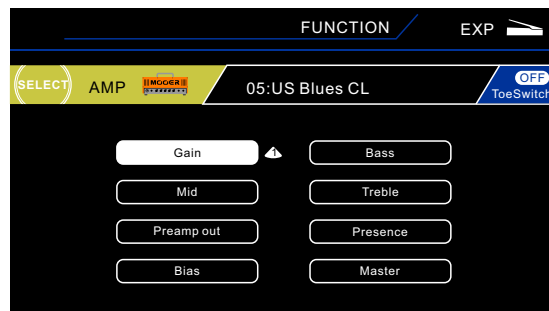 FUNCTION EXP
SELECT AMP MOOER 05:US Blues CL OFF
ToeSwitch
Gain 1 Bass
Mid Treble
Preamp out Presence
Bias Master